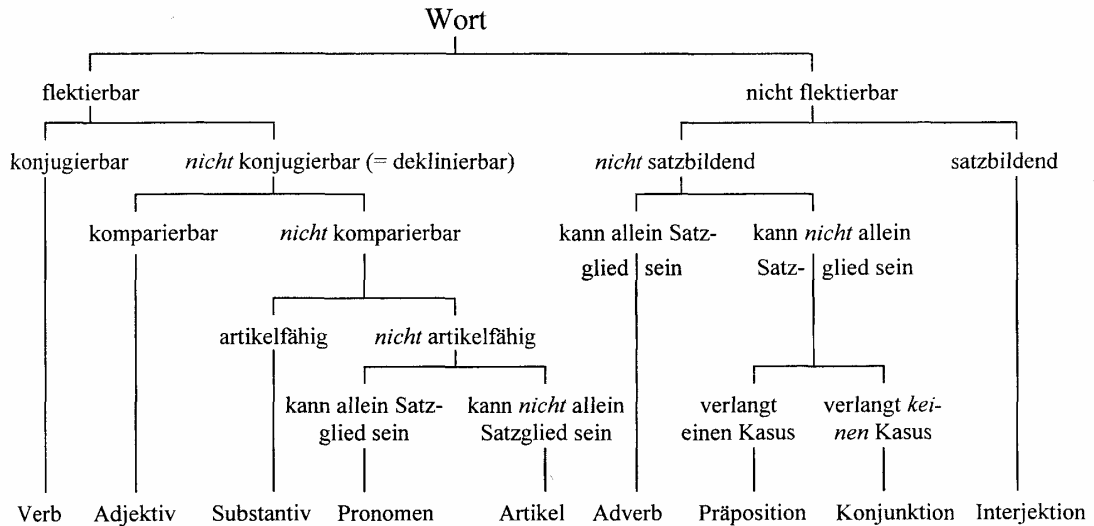 Wort
flektierbar nicht flektierbar
konjugierbar nicht konjugierbar (= deklinierbar) nicht satzbildend satzbildend
komparierbar nicht komparierbar kann allein Satz- kann nicht allein
glied sein Satz- glied sein
artikelfähig nicht artikelfähig
kann allein Satz- kann nicht allein verlangt verlangt kei-
glied sein Satzglied sein einen Kasus nen Kasus
Verb Adjektiv Substantiv Pronomen Artikel Adverb Präposition Konjunktion Interjektion